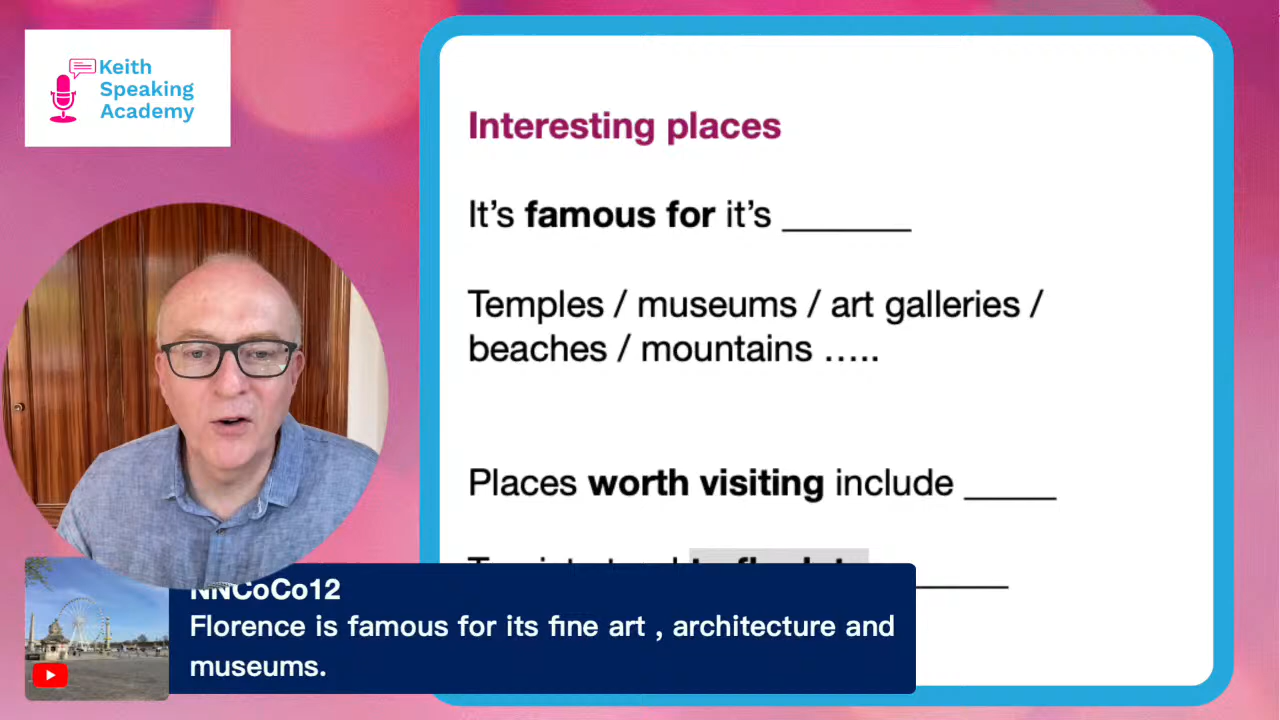 Keith
Speaking
Academy
Interesting places
It's famous for it's _______
Temples / museums / art galleries /
beaches / mountains .....
Places worth visiting include _____
NNCoCo12
Florence is famous for its fine art , architecture and
museums.